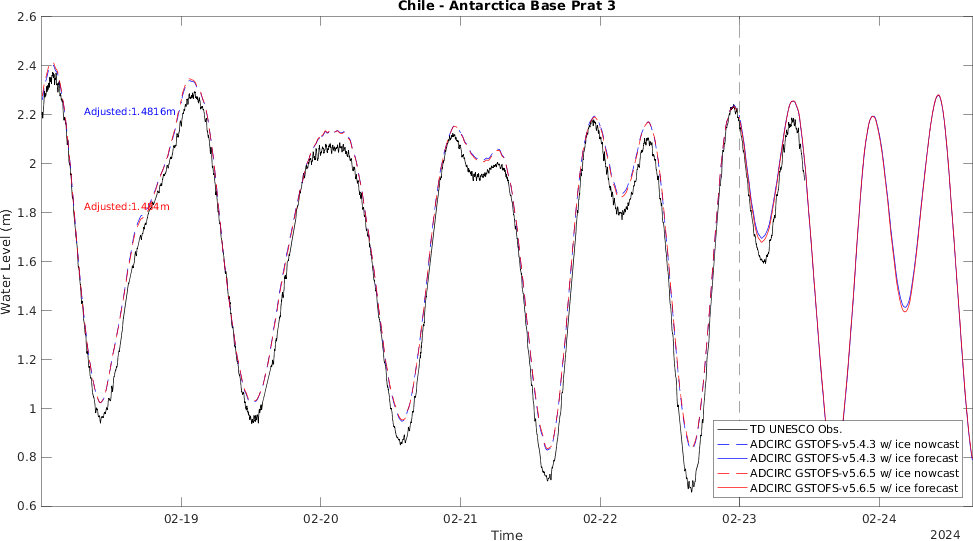 Chile - Antarctica Base Prat 3
2.6
2.4
2.2
2
1.8
1.6
1.4
1.2
1
0.8
0.6
Water Level (m)
Adjusted:1.4816m
Adjusted:1.484m
TD UNESCO Obs.
ADCIRC GSTOFS-v5.4.3 w/ ice nowcast
ADCIRC GSTOFS-v5.4.3 w/ ice forecast
ADCIRC GSTOFS-v5.6.5 w/ ice nowcast
ADCIRC GSTOFS-v5.6.5 w/ ice forecast
02-19
02-20
02-21
02-22
02-23
02-24
Time
2024